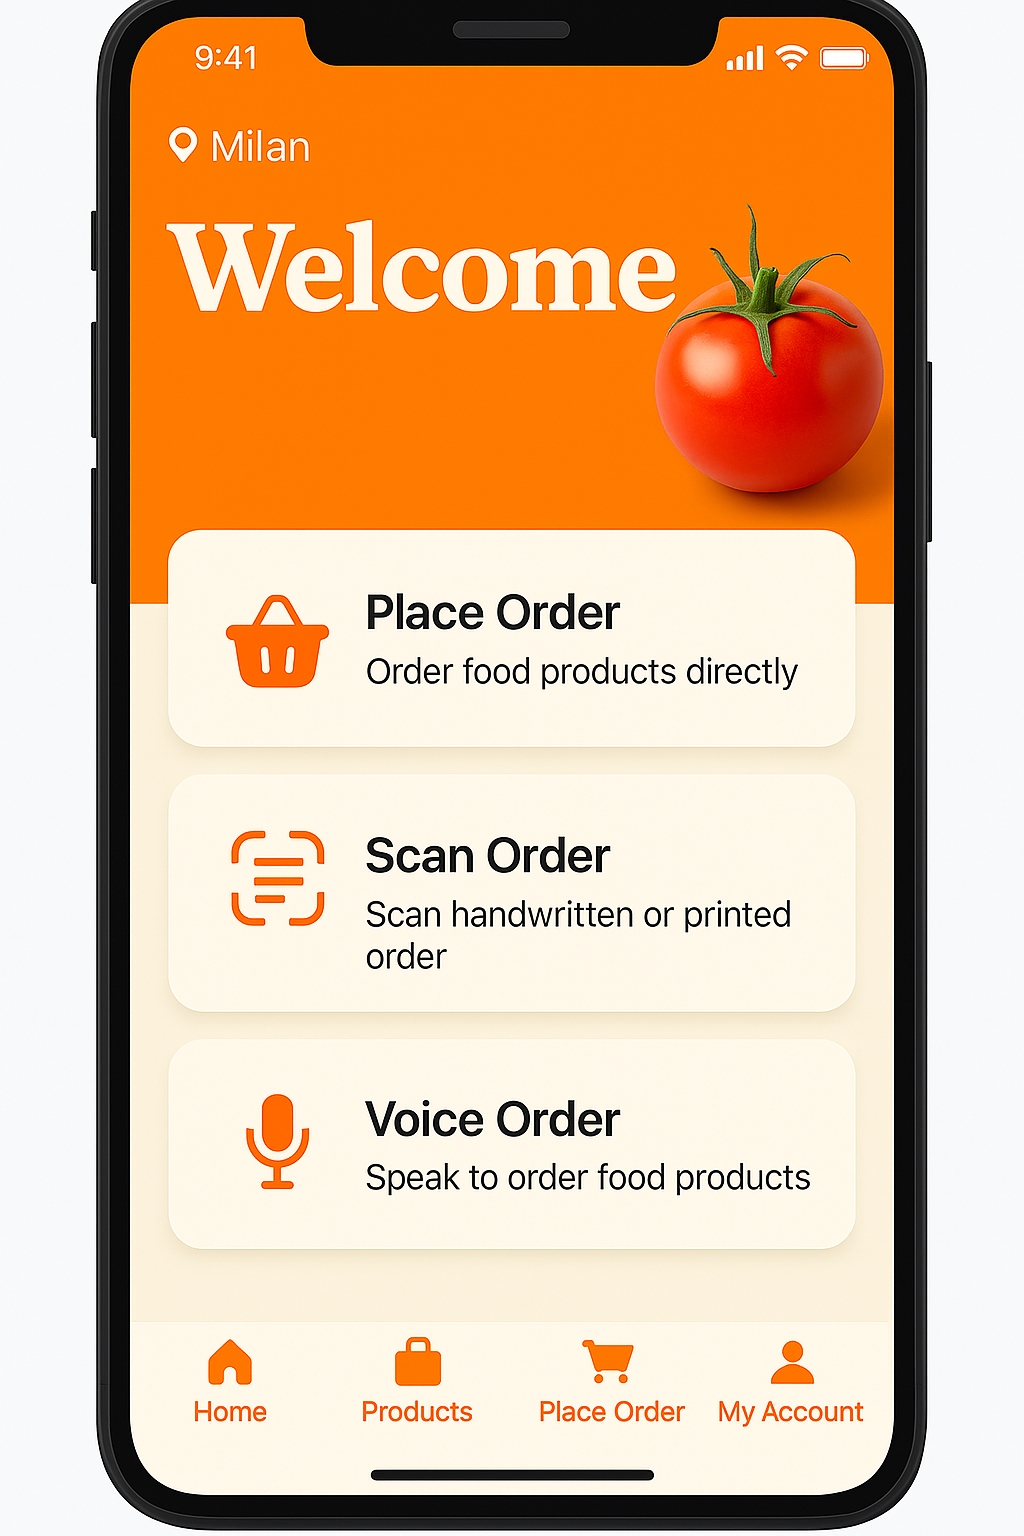 9:41
Milan
Welcome
Place Order
Order food products directly
Scan Order
Scan handwritten or printed
order
Voice Order
Speak to order food products
Home
Products
Place Order
My Account